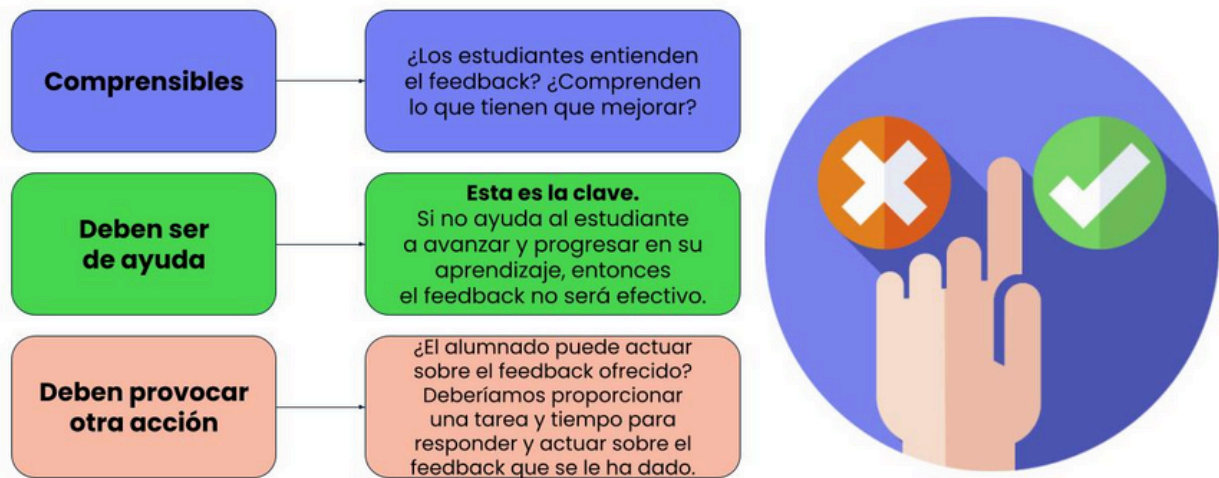 Comprensibles
¿Los estudiantes entienden
el feedback? ¿Comprenden
lo que tienen que mejorar?
Deben ser
de ayuda
Esta es la clave.
Si no ayuda al estudiante
a avanzar y progresar en su
aprendizaje, entonces
el feedback no será efectivo.
Deben provocar
otra acción
¿El alumnado puede actuar
sobre el feedback ofrecido?
Deberíamos proporcionar
una tarea y tiempo para
responder y actuar sobre el
feedback que se le ha dado.